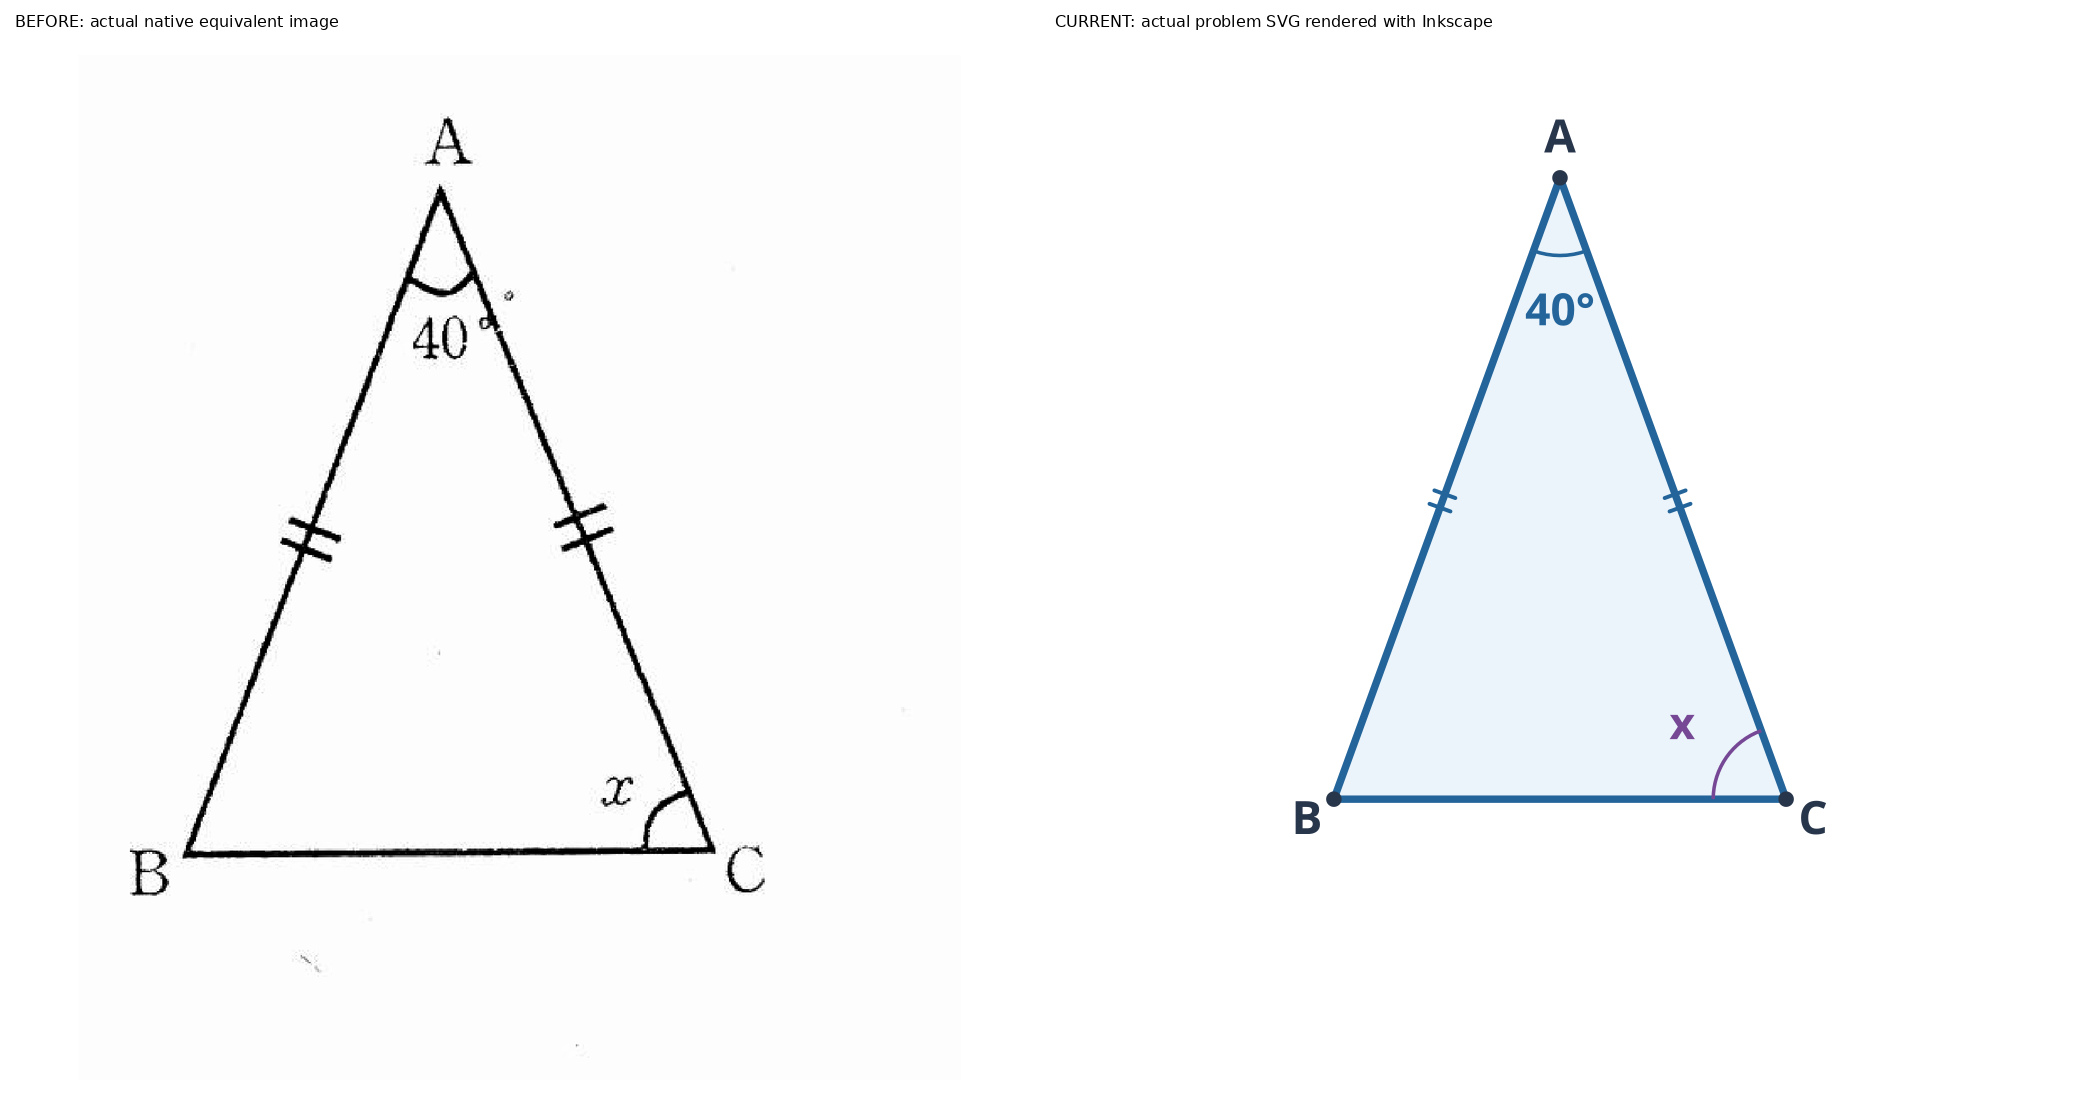 BEFORE: actual native equivalent image
CURRENT: actual problem SVG rendered with Inkscape
A
40°
x
B
C
A
40°
x
B
C